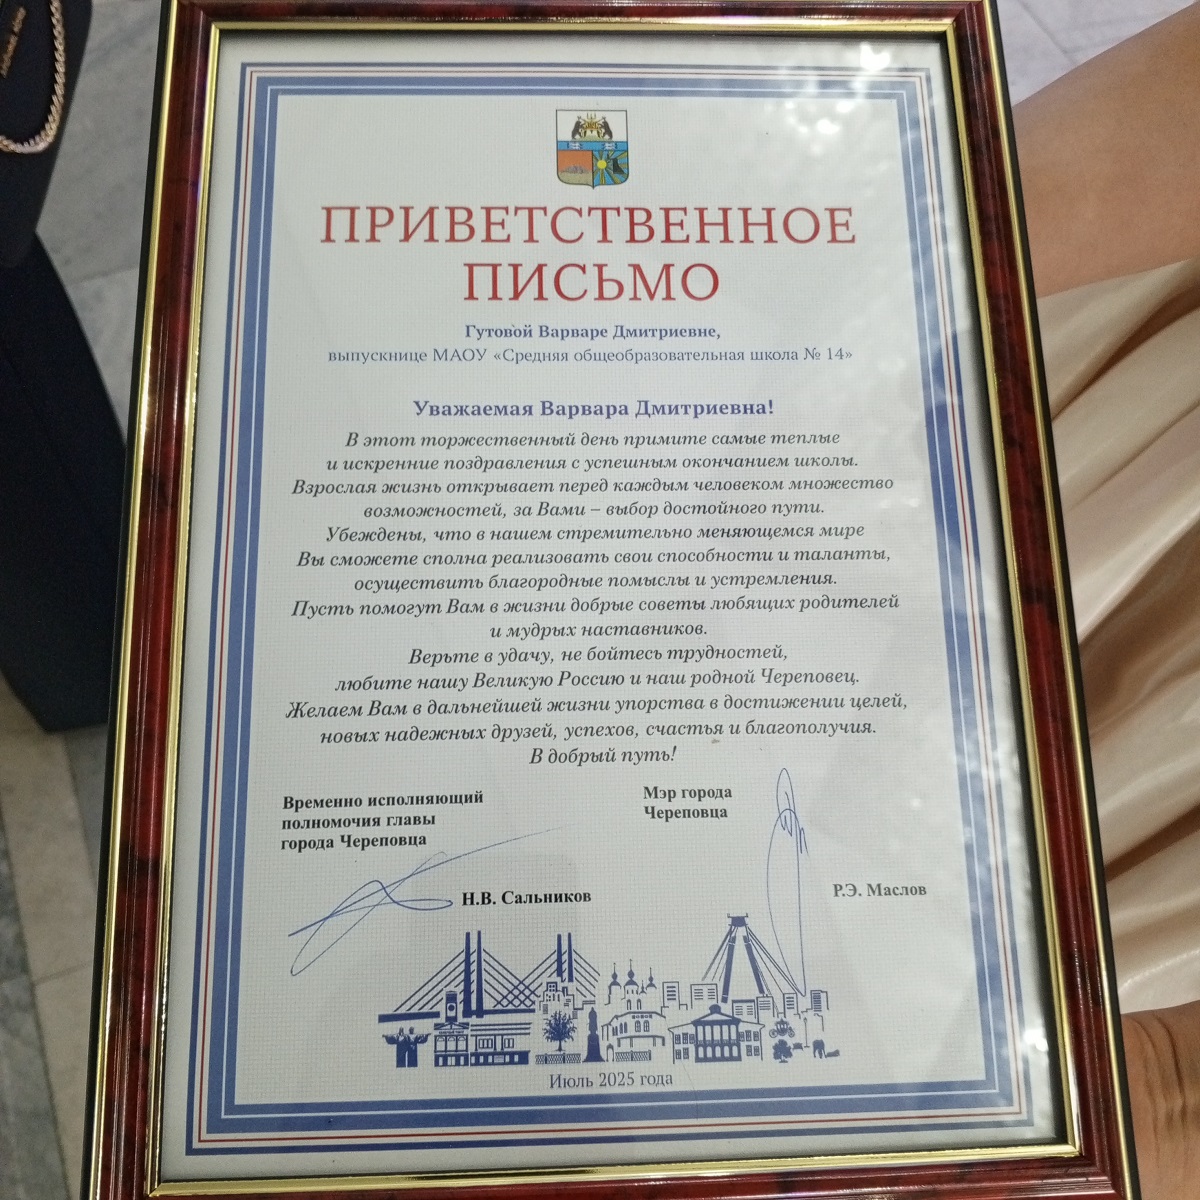 ПРИВЕТСТВЕННОЕ
ПИСЬМО
Гутовой Варваре Дмитриевне,
выпускнице МАОУ «Средняя общеобразовательная школа № 14»
Уважаемая Варвара Дмитриевна!
В этот торжественный день примите самые теплые
и искренние поздравления с успешным окончанием школы.
Взрослая жизнь открывает перед каждым человеком множество
возможностей, за Вами – выбор достойного пути.
Убеждены, что в нашем стремительно меняющемся мире
Вы сможете сполна реализовать свои способности и таланты,
осуществить благородные помыслы и устремления.
Пусть помогут Вам в жизни добрые советы любящих родителей
и мудрых наставников.
Верьте в удачу, не бойтесь трудностей,
любите нашу Великую Россию и наш родной Череповец.
Желаем Вам в дальнейшей жизни упорства в достижении целей,
новых надежных друзей, успехов, счастья и благополучия.
В добрый путь!
Временно исполняющий
полномочия главы
города Череповца
Н.В. Сальников
Мэр города
Череповца
Р.Э. Маслов
Июль 2025 года